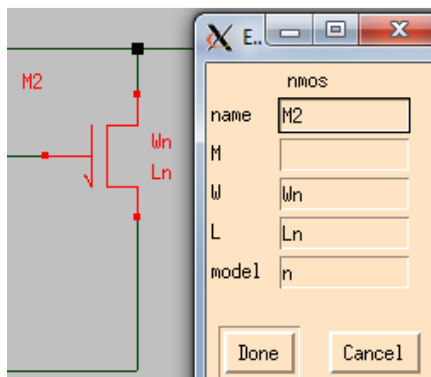 M2
Wn
Ln
E..
nmos
name M2
M
W Wn
L Ln
model n
Done Cancel